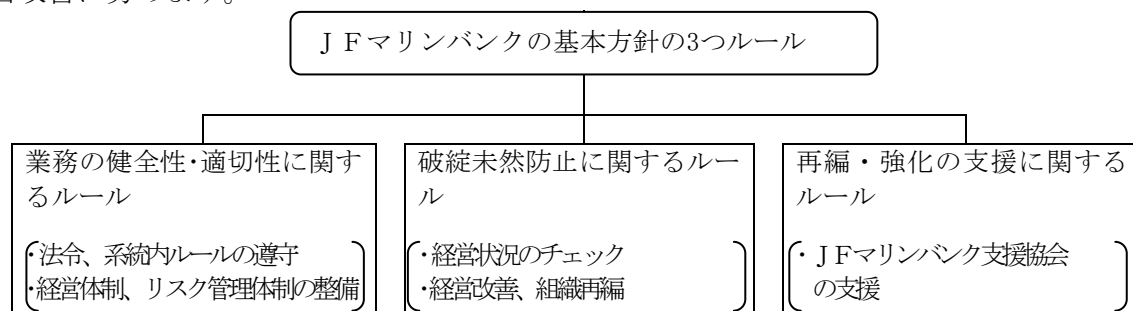 ＪＦマリンバンクの基本方針の3つルール
業務の健全性・適切性に関す
るルール
・法令、系統内ルールの遵守
・経営体制、リスク管理体制の整備
破綻未然防止に関するルー
ル
・経営状況のチェック
・経営改善、組織再編
再編・強化の支援に関する
ルール
・ＪＦマリンバンク支援協会
の支援